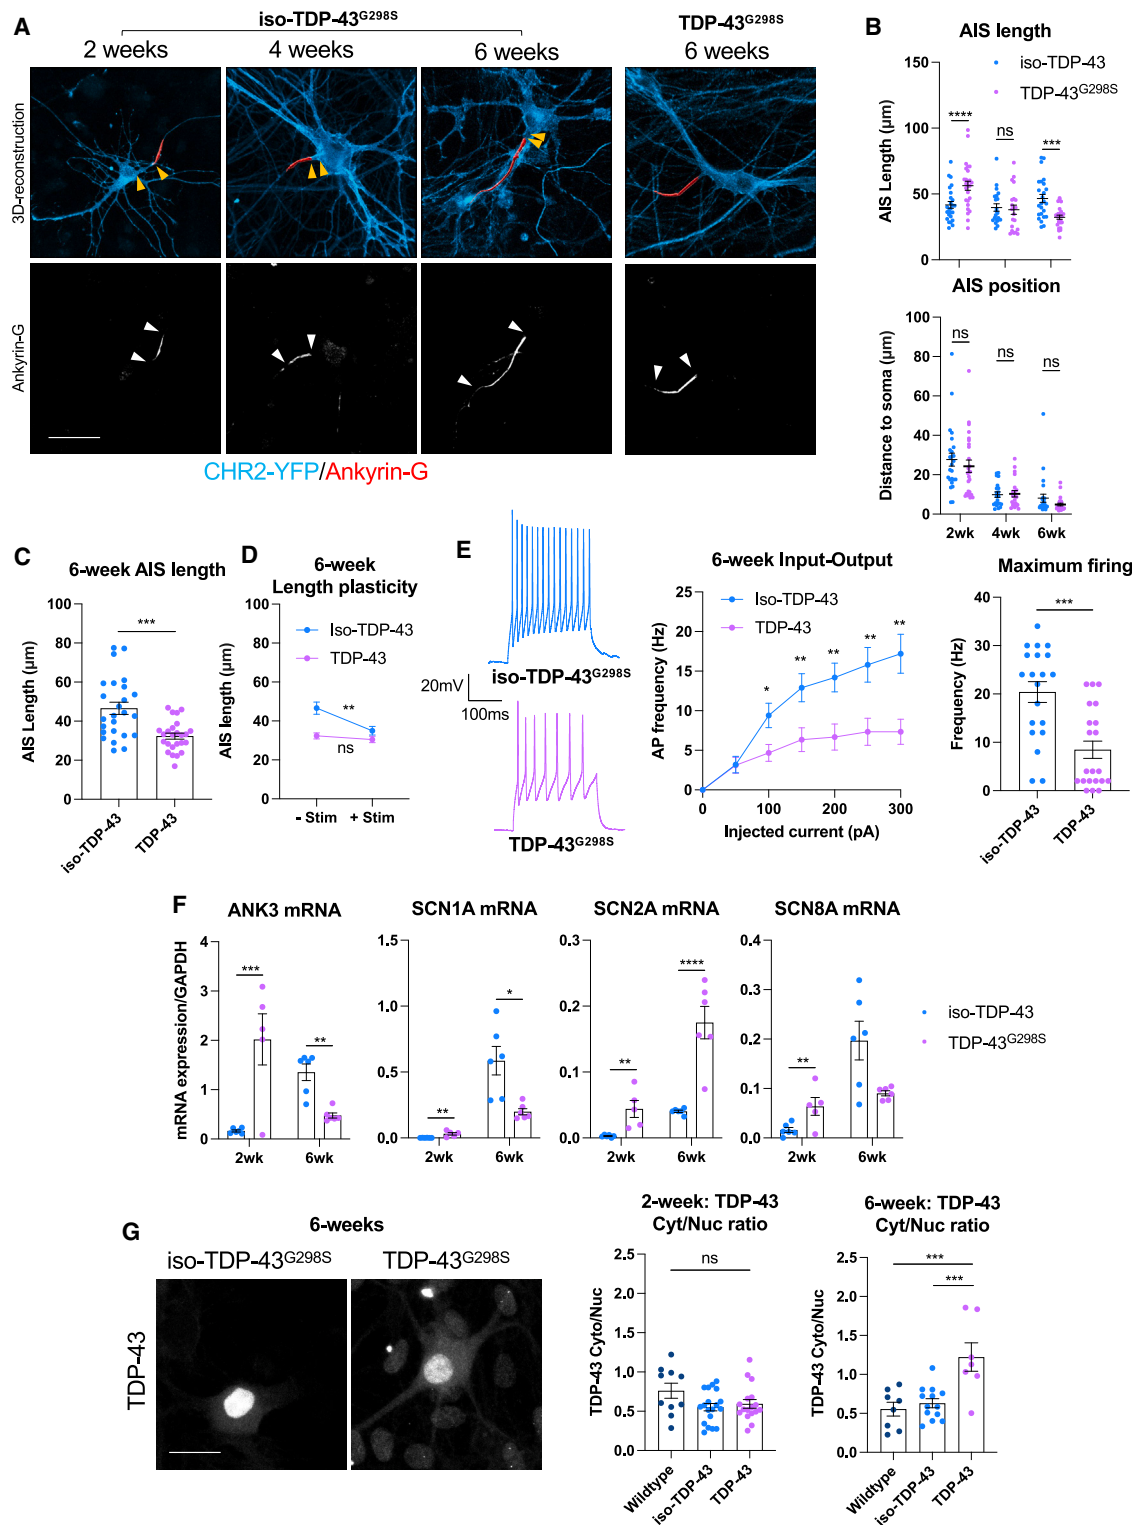 A
iso-TDP-43G298S
TDP-43G298S
2 weeks
4 weeks
6 weeks
6 weeks
3D-reconstruction
Ankyrin-G
CHR2-YFP/Ankyrin-G
B
AIS length
iso-TDP-43
TDP-43G298S
AIS Length (µm)
150
100
50
0
****
ns
***
AIS position
Distance to soma (µm)
100
80
60
40
20
0
ns
ns
ns
2wk
4wk
6wk
C
6-week AIS length
AIS Length (µm)
100
80
60
40
20
0
***
iso-TDP-43
TDP-43
D
6-week
Length plasticity
AIS length (µm)
100
80
60
40
20
0
Iso-TDP-43
TDP-43
**
ns
- Stim
+ Stim
E
iso-TDP-43G298S
20mV
100ms
TDP-43G298S
6-week Input-Output
AP frequency (Hz)
25
20
15
10
5
0
Iso-TDP-43
TDP-43
*
**
**
**
**
0
100
200
300
Injected current (pA)
Maximum firing
Frequency (Hz)
40
30
20
10
0
***
iso-TDP-43
TDP-43
F
ANK3 mRNA
mRNA expression/GAPDH
4
3
2
1
0
***
**
2wk
6wk
SCN1A mRNA
1.5
1.0
0.5
0.0
**
*
2wk
6wk
SCN2A mRNA
0.3
0.2
0.1
0.0
**
****
2wk
6wk
SCN8A mRNA
0.4
0.3
0.2
0.1
0.0
**
2wk
6wk
iso-TDP-43
TDP-43G298S
G
6-weeks
iso-TDP-43G298S
TDP-43G298S
TDP-43
2-week: TDP-43
Cyt/Nuc ratio
TDP-43 Cyto/Nuc
2.5
2.0
1.5
1.0
0.5
0.0
ns
Wildtype
iso-TDP-43
TDP-43
6-week: TDP-43
Cyt/Nuc ratio
TDP-43 Cyto/Nuc
2.5
2.0
1.5
1.0
0.5
0.0
***
***
Wildtype
iso-TDP-43
TDP-43